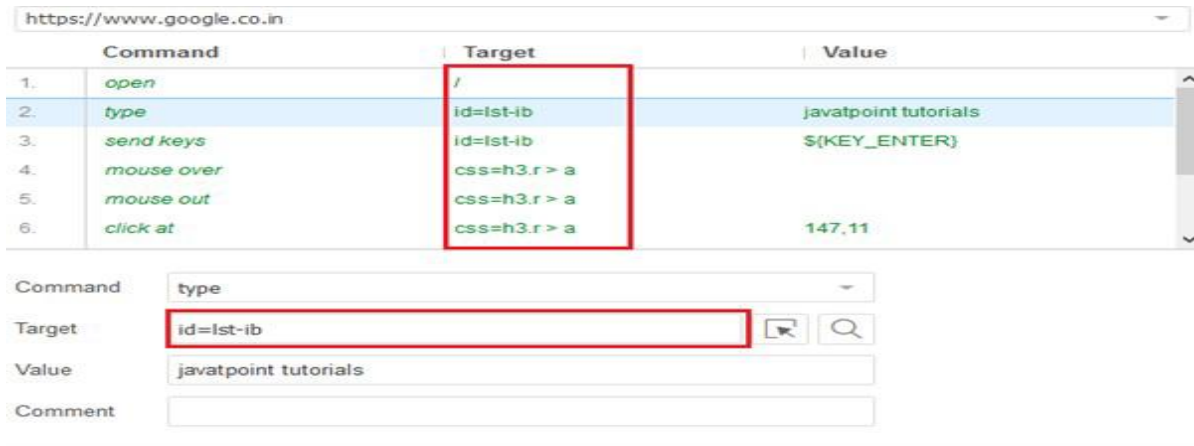 https://www.google.co.in
Command Target Value
1. open /
2. type id=lst-ib javatpoint tutorials
3. send keys id=lst-ib ${KEY_ENTER}
4. mouse over css=h3.r > a
5. mouse out css=h3.r > a
6. click at css=h3.r > a 147,11
Command type
Target id=lst-ib
Value javatpoint tutorials
Comment